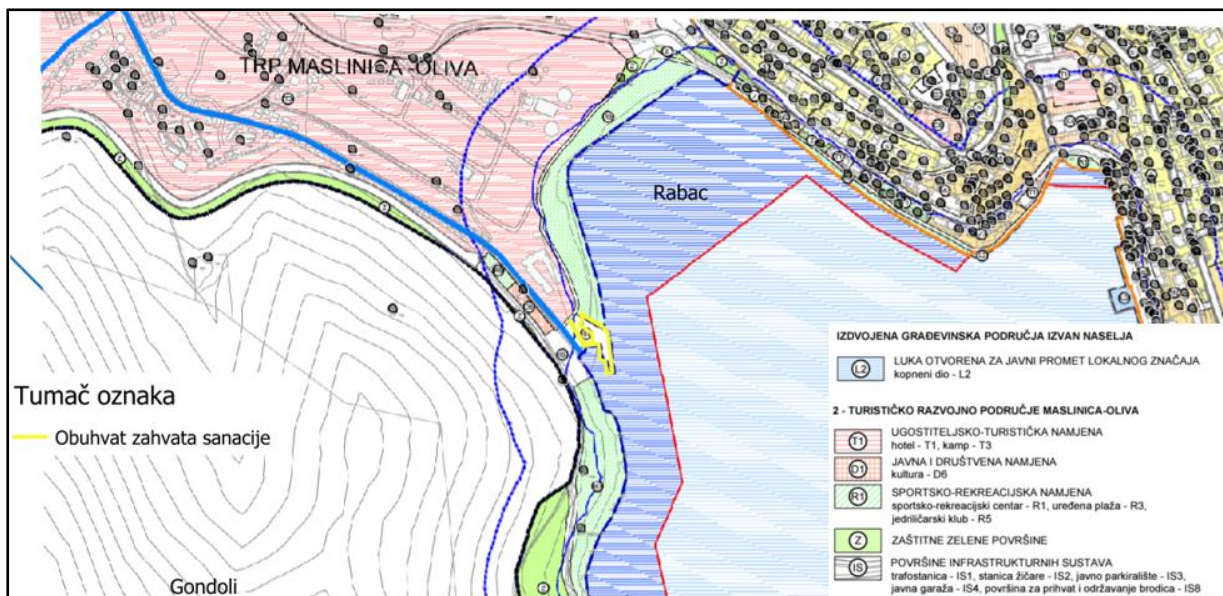 TRP MASLINICA-OLIVA
Rabac
Tumač oznaka
Obuhvat zahvata sanacije
Gondoli
IZDVOJENA GRAĐEVINSKA PODRUČJA IZVAN NASELJA
L2
LUKA OTVORENA ZA JAVNI PROMET LOKALNOG ZNAČAJA
kopneni dio - L2
2 - TURISTIČKO RAZVOJNO PODRUČJE MASLINICA-OLIVA
T1
UGOSTITELJSKO-TURISTIČKA NAMJENA
hotel - T1, kamp - T3
D1
JAVNA I DRUŠTVENA NAMJENA
kultura - D6
R1
SPORTSKO-REKREACIJSKA NAMJENA
sportsko-rekreacijski centar - R1, uređena plaža - R3,
jedriličarski klub - R5
Z
ZAŠTITNE ZELENE POVRŠINE
IS
POVRŠINE INFRASTRUKTURNIH SUSTAVA
trafostanica - IS1, stanica žičare - IS2, javno parkiralište - IS3,
javna garaža - IS4, površina za prihvat i održavanje brodica - IS8